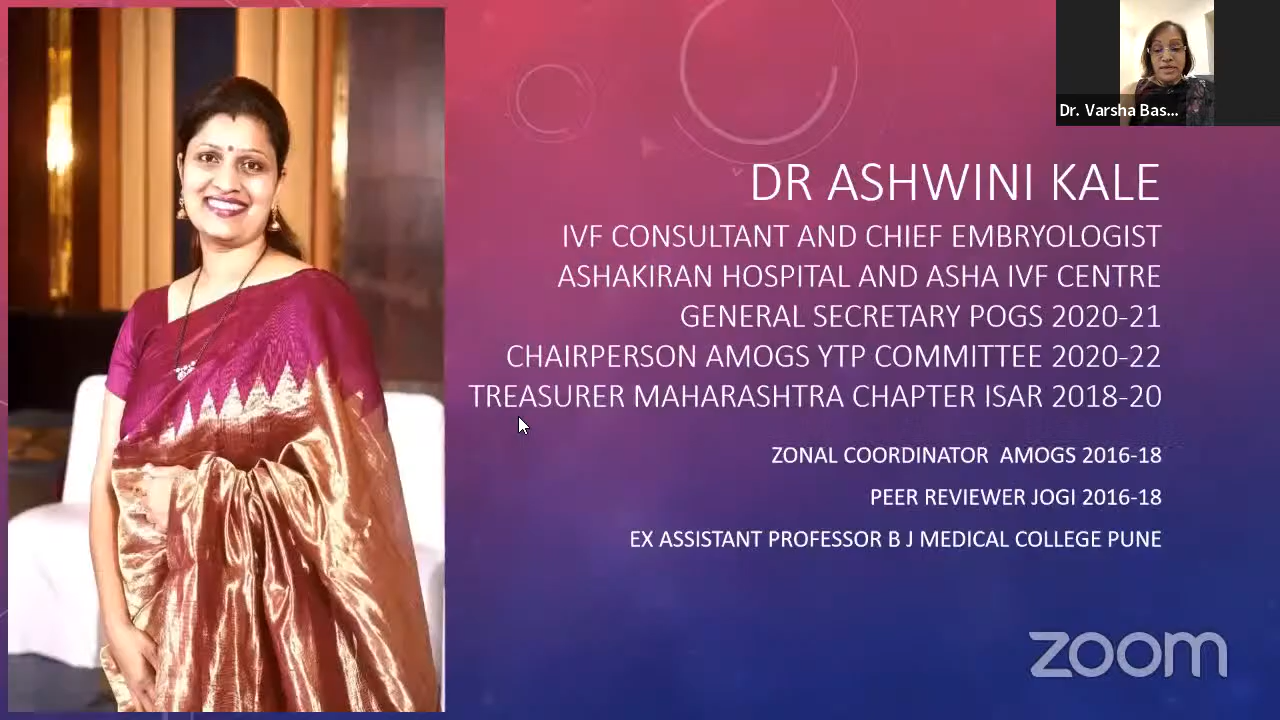 Dr. Varsha Bas...
DR ASHWINI KALE
IVF CONSULTANT AND CHIEF EMBRYOLOGIST
ASHAKIRAN HOSPITAL AND ASHA IVF CENTRE
GENERAL SECRETARY POGS 2020-21
CHAIRPERSON AMOGS YTP COMMITTEE 2020-22
TREASURER MAHARASHTRA CHAPTER ISAR 2018-20
ZONAL COORDINATOR AMOGS 2016-18
PEER REVIEWER JOGI 2016-18
EX ASSISTANT PROFESSOR B J MEDICAL COLLEGE PUNE
zoom